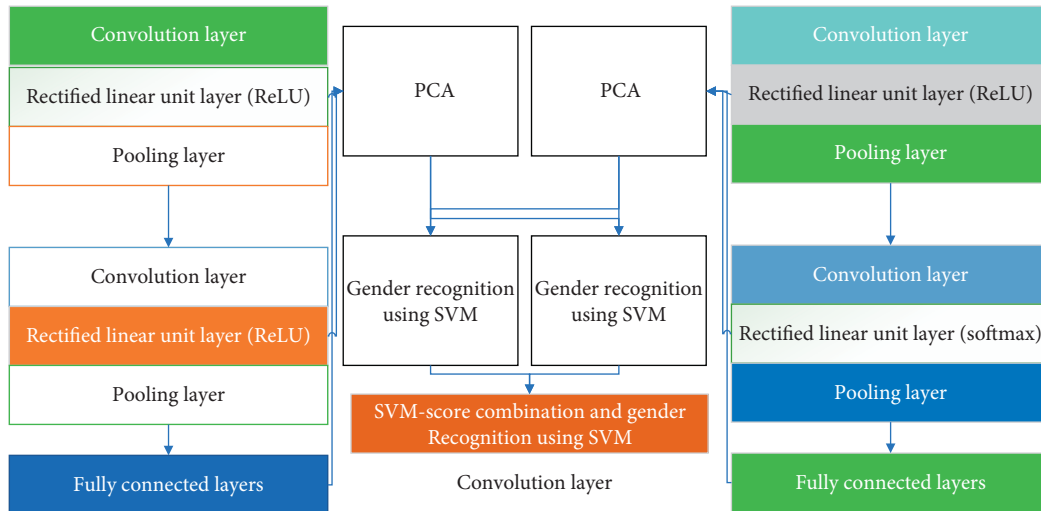 Convolution layer
Rectified linear unit layer (ReLU)
Pooling layer
Convolution layer
Rectified linear unit layer (ReLU)
Pooling layer
Fully connected layers
PCA
PCA
Gender recognition
using SVM
Gender recognition
using SVM
SVM-score combination and gender
Recognition using SVM
Convolution layer
Convolution layer
Rectified linear unit layer (ReLU)
Pooling layer
Convolution layer
Rectified linear unit layer (softmax)
Pooling layer
Fully connected layers